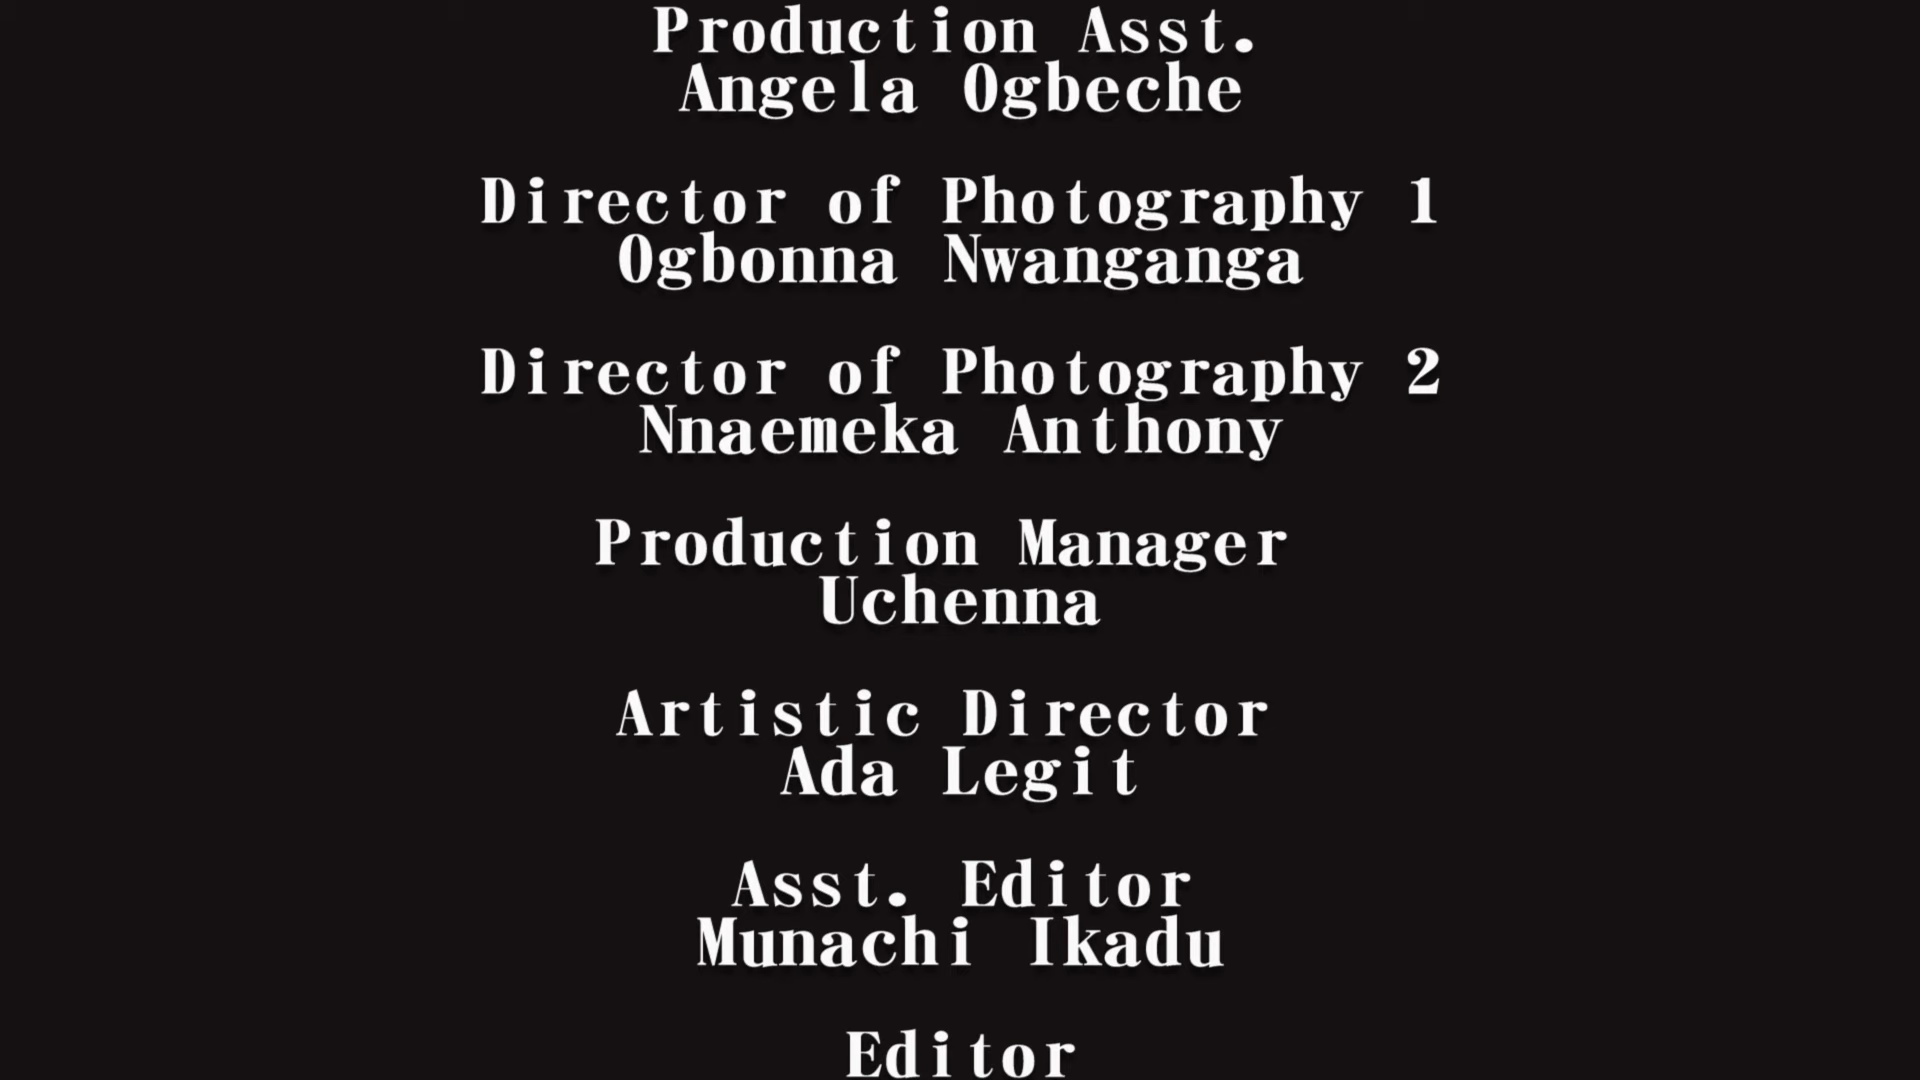 Production Asst.
Angela Ogbeche
Director of Photography 1
Ogbonna Nwanganga
Director of Photography 2
Nnaemeka Anthony
Production Manager
Uchenna
Artistic Director
Ada Legit
Asst. Editor
Munachi Ikadu
Editor